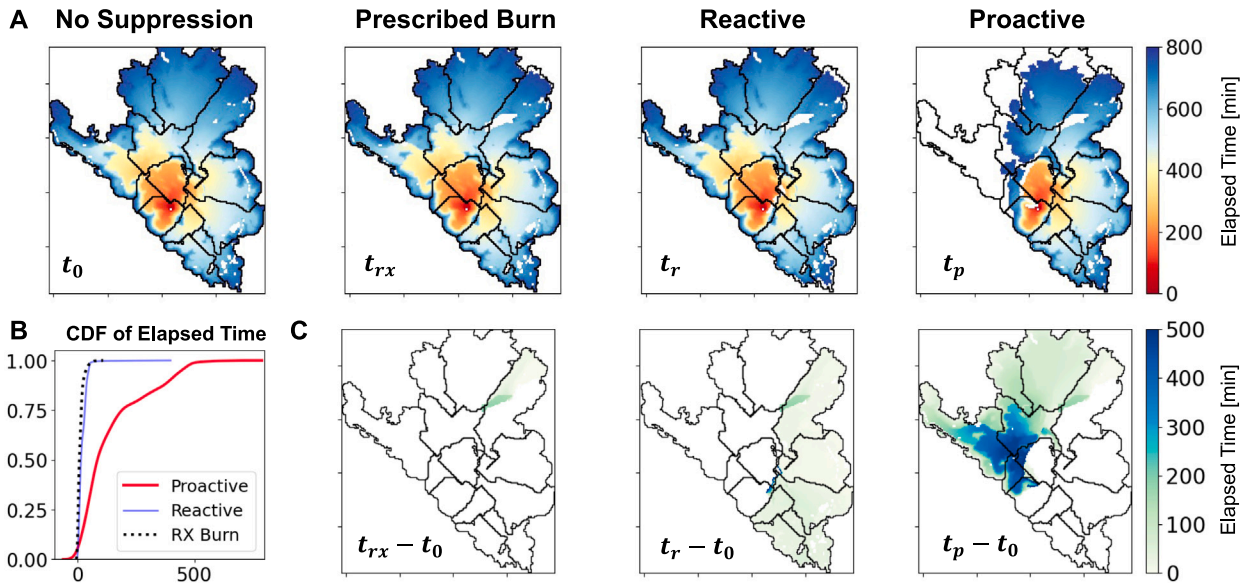 A
No Suppression
Prescribed Burn
Reactive
Proactive
t0
trx
tr
tp
800
600
400
200
0
Elapsed Time [min]
B
CDF of Elapsed Time
1.00
0.75
0.50
0.25
0.00
0
500
Proactive
Reactive
RX Burn
C
trx − t0
tr − t0
tp − t0
500
400
300
200
100
0
Elapsed Time [min]